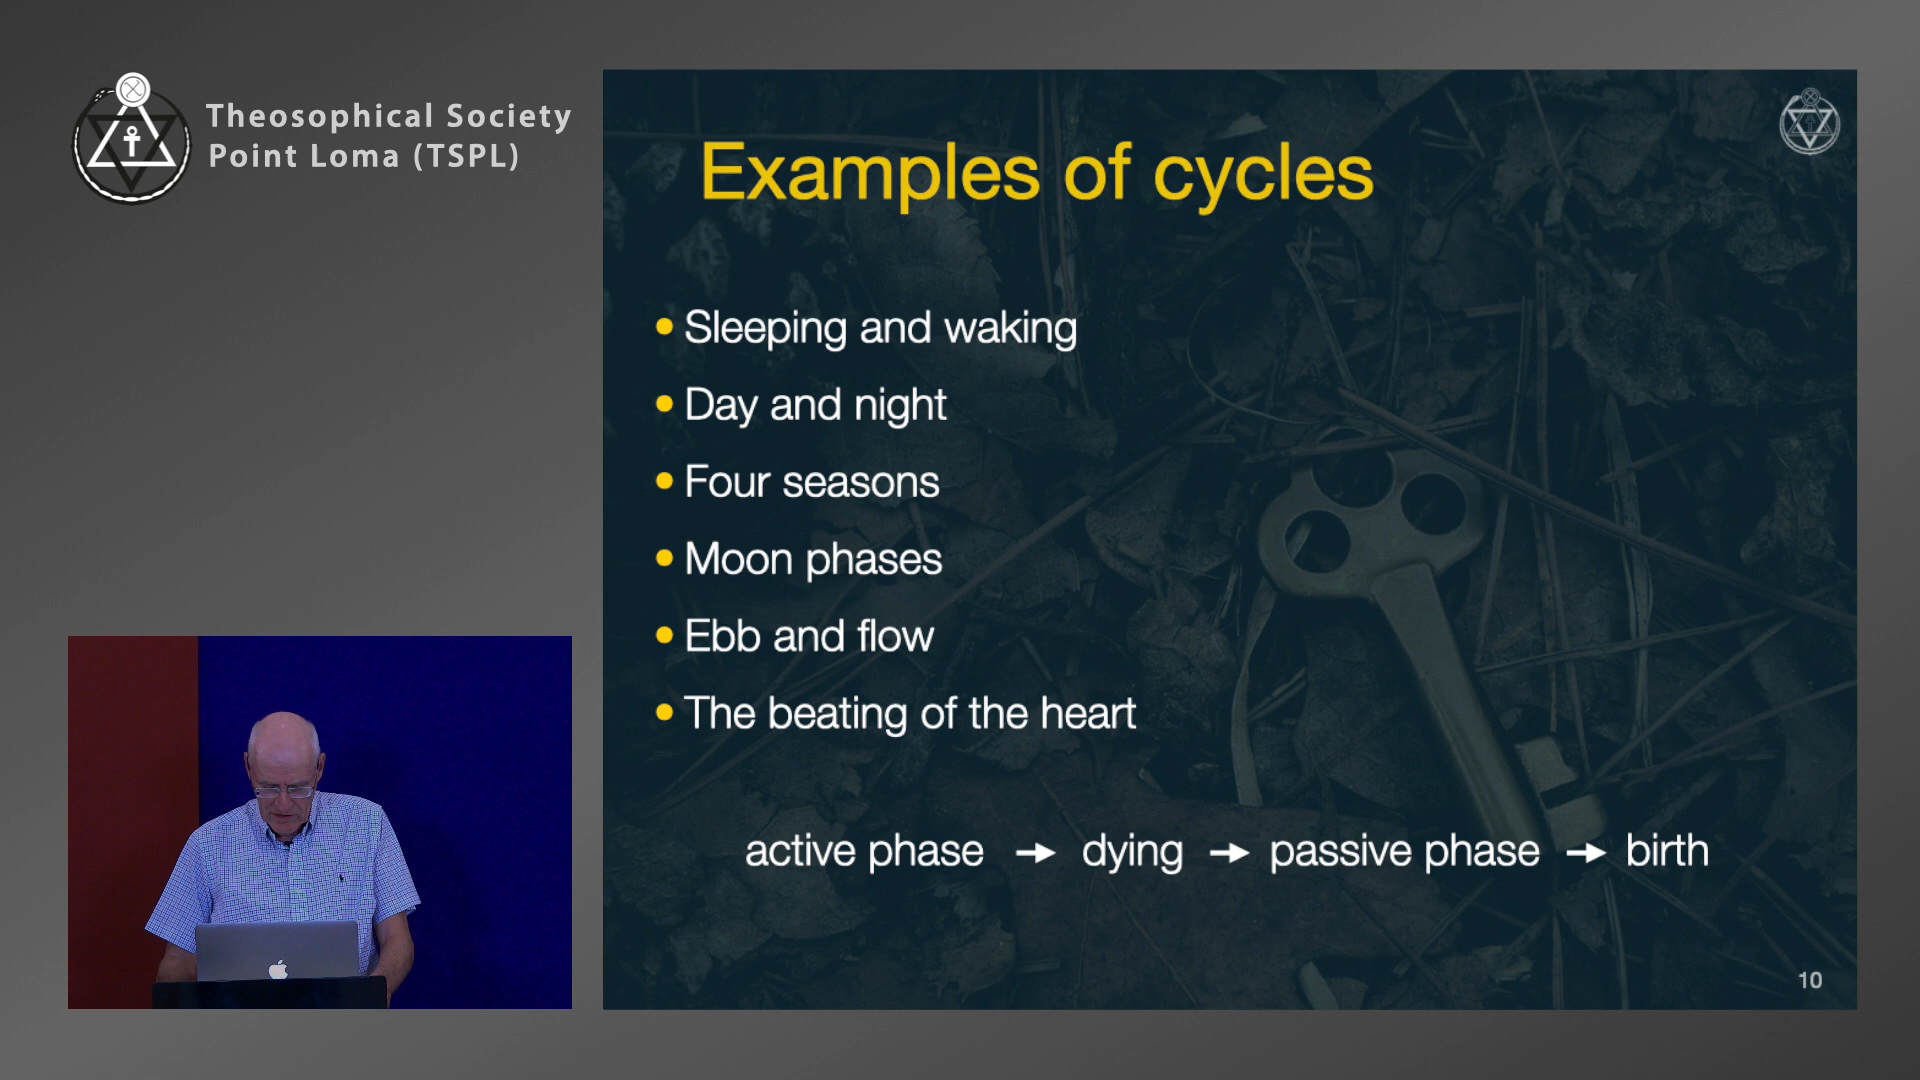 Theosophical Society
Point Loma (TSPL)
Examples of cycles
• Sleeping and waking
• Day and night
• Four seasons
• Moon phases
• Ebb and flow
• The beating of the heart
active phase → dying → passive phase → birth
10